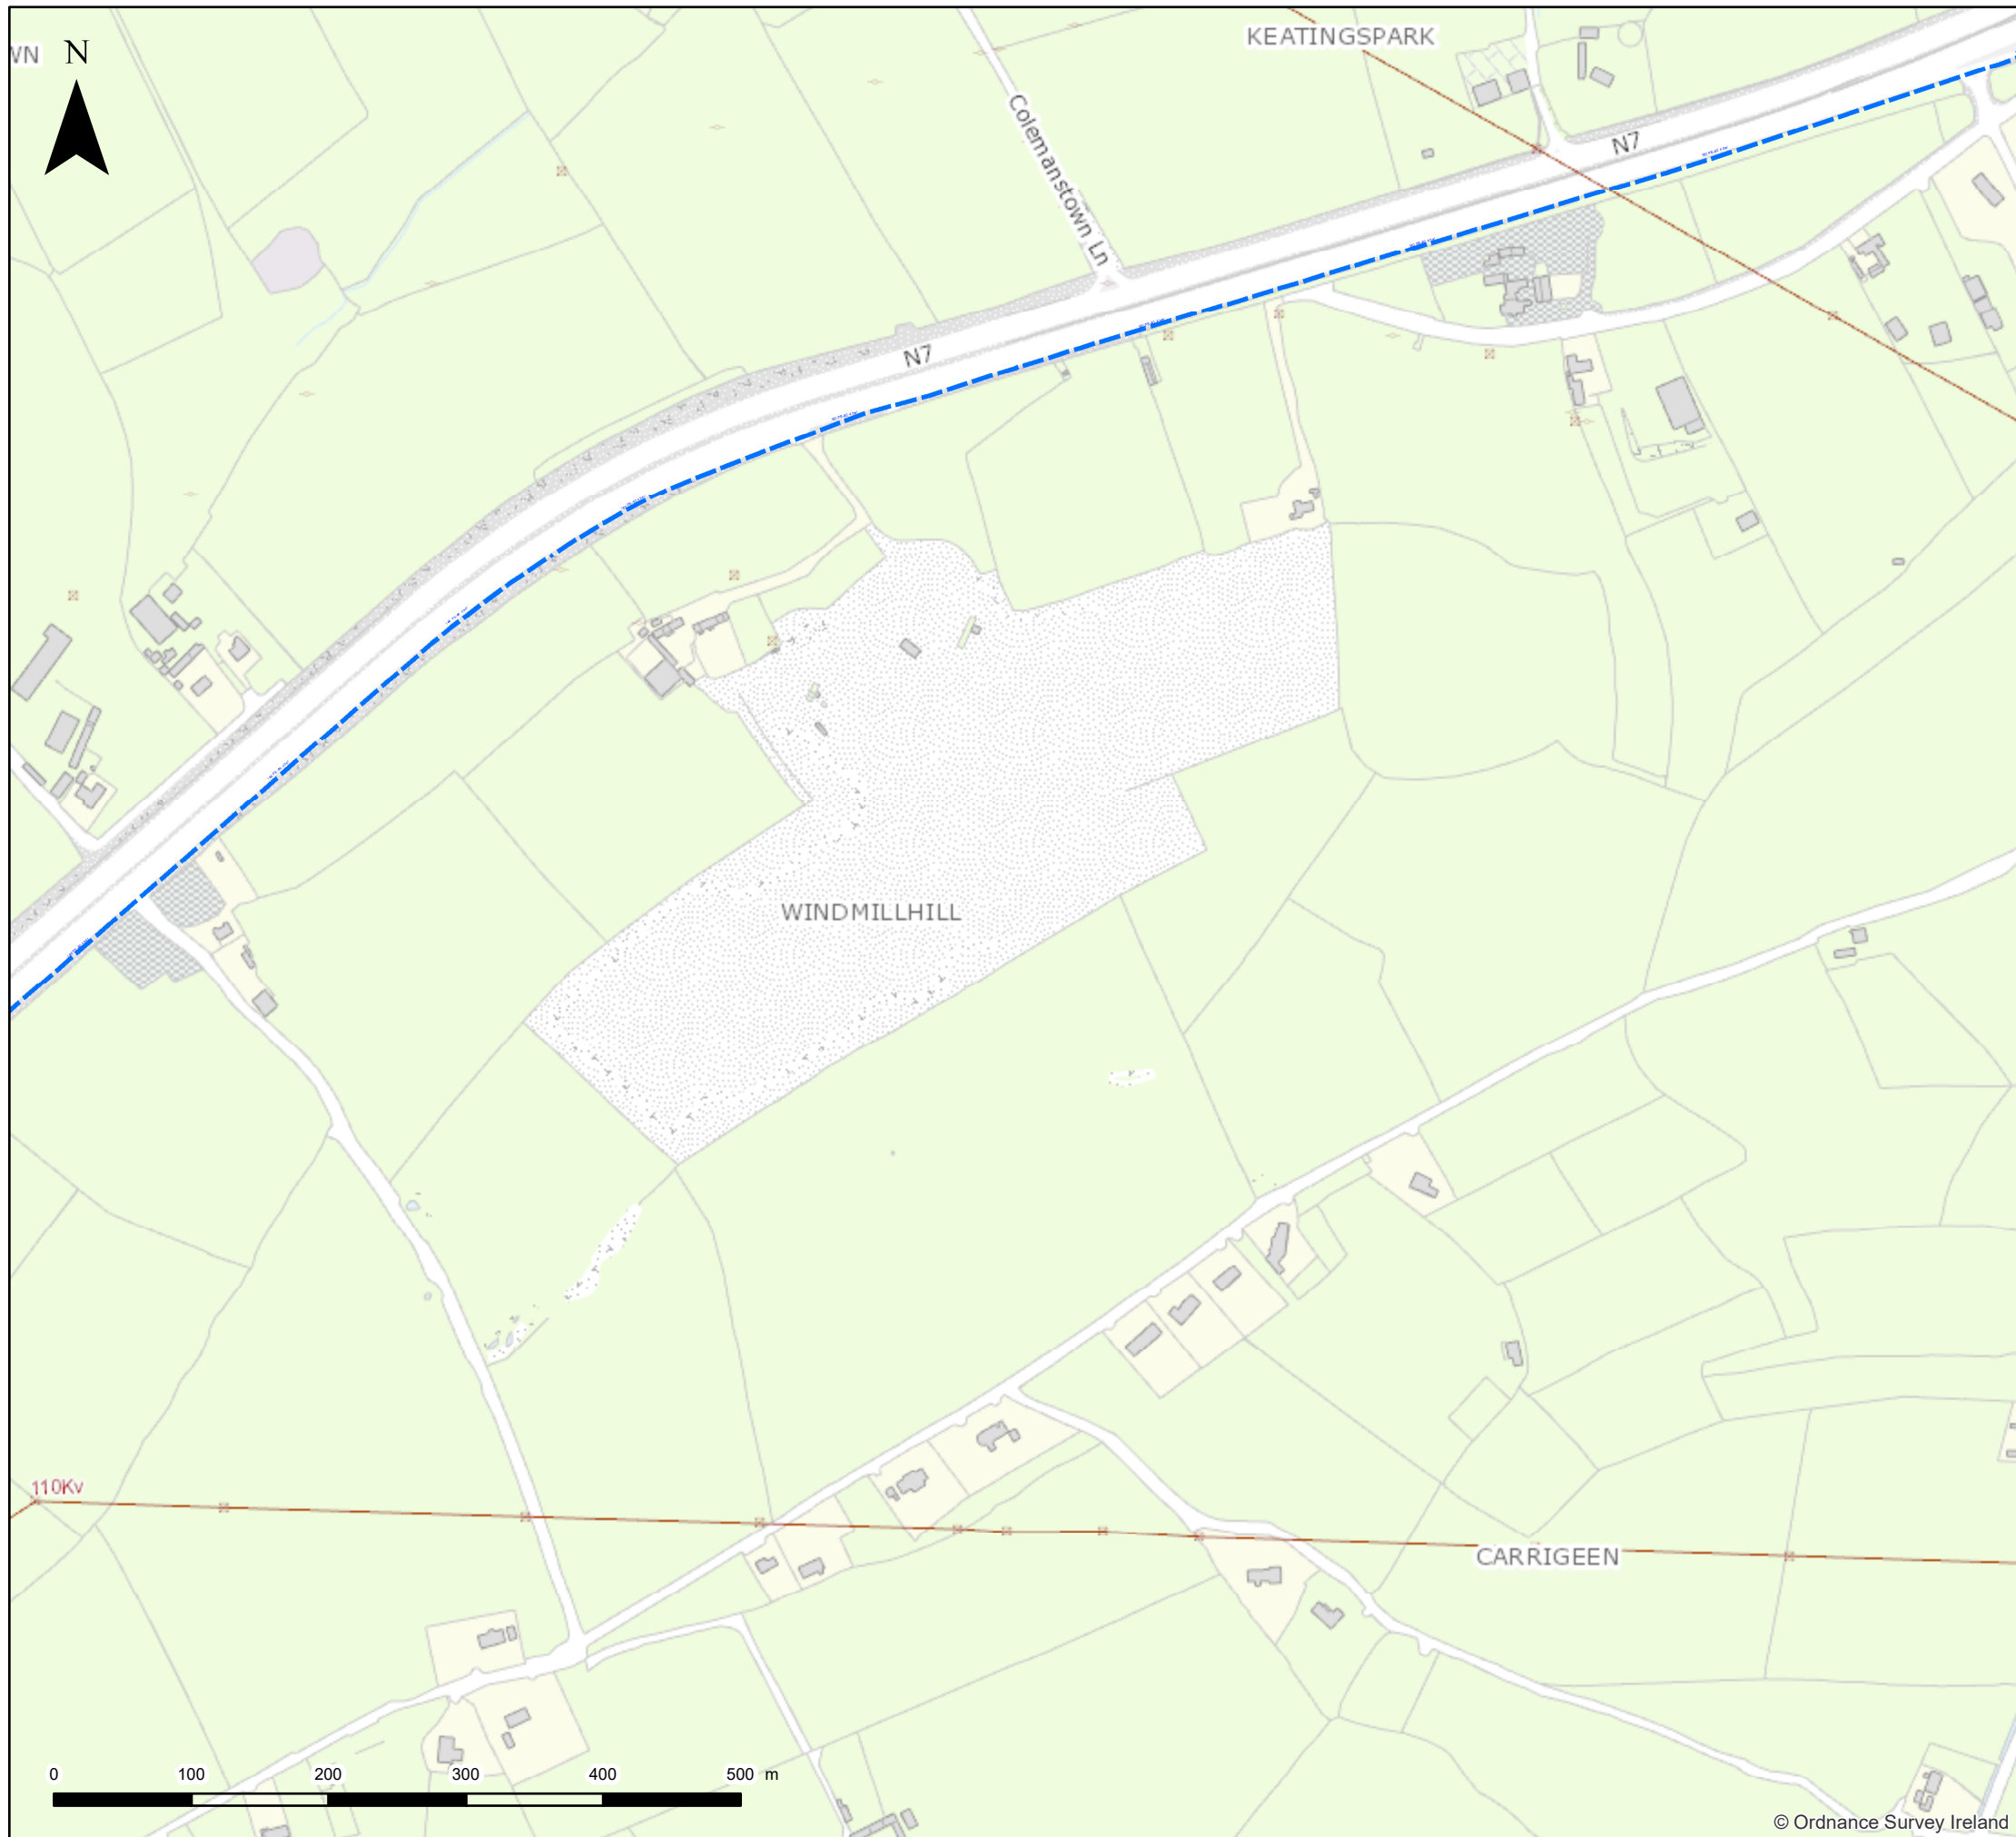 KEATINGSPARK
WN
N
Colemanstown Ln
N7
N7
WINDMILLHILL
110Kv
CARRIGEEN
0 100 200 300 400 500 m
© Ordnance Survey Ireland